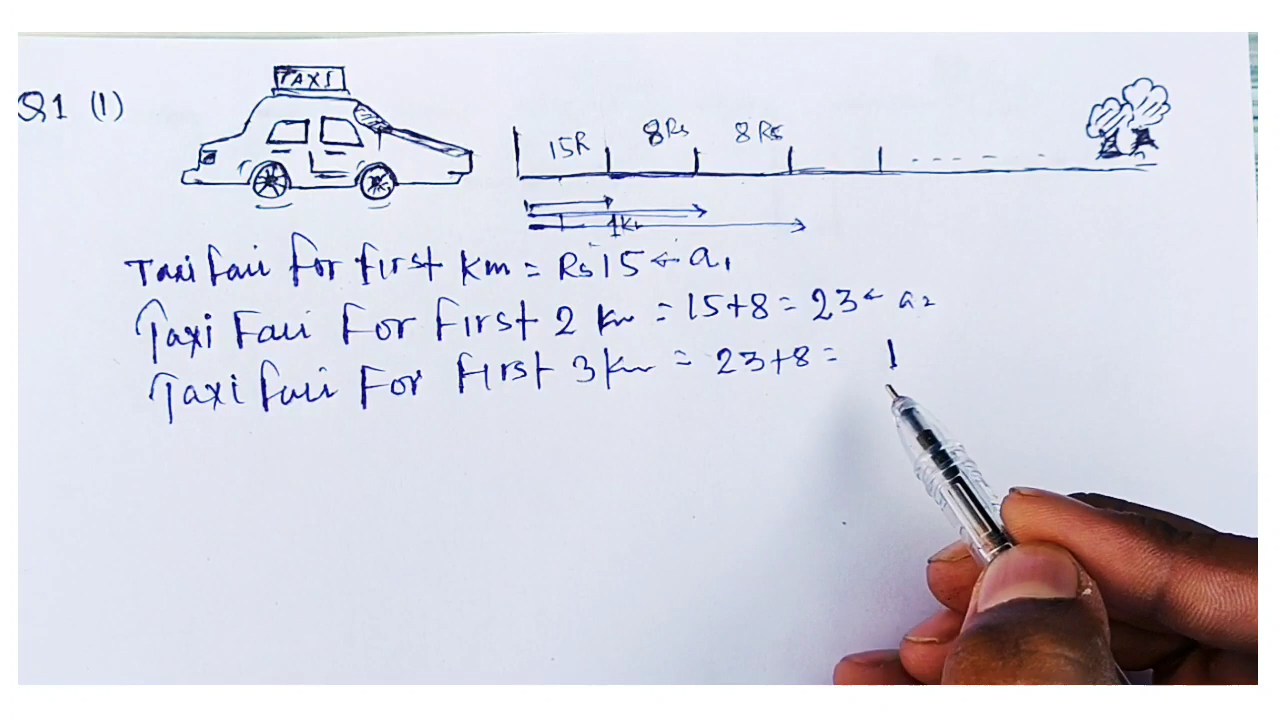 Q1 (1)
TAXI
15R 8Rs 8Rs
1Km
Taxi fair for first km = Rs 15 ← a₁
Taxi Fair For First 2 km = 15+8 = 23 ← a₂
Taxi fair For First 3 km = 23+8 =